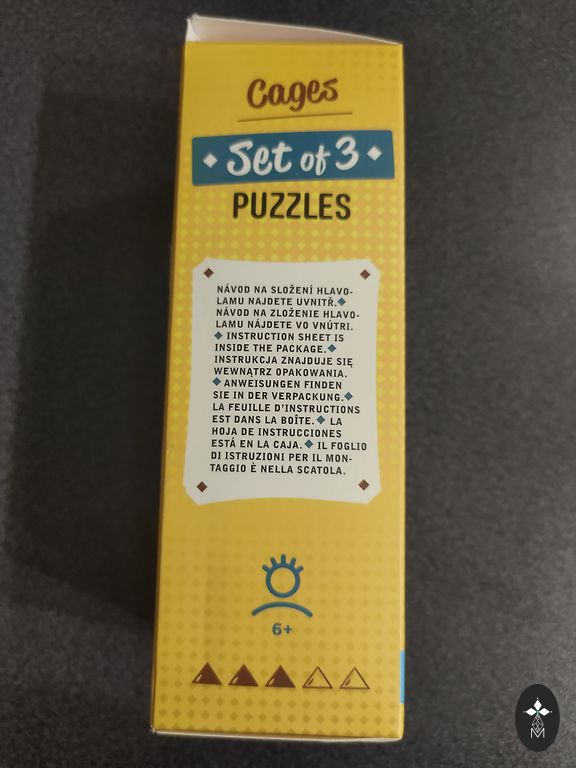 Cages
Set of 3
PUZZLES
NÁVOD NA SLOŽENÍ HLAVO-
LAMU NAJDETE UVNITŘ.
NÁVOD NA ZLOŽENIE HLAVO-
LAMU NÁJDETE VO VNÚTRI.
INSTRUCTION SHEET IS
INSIDE THE PACKAGE.
INSTRUKCJA ZNAJDUJE SIĘ
WEWNĄTRZ OPAKOWANIA.
ANWEISUNGEN FINDEN
SIE IN DER VERPACKUNG.
LA FEUILLE D'INSTRUCTIONS
EST DANS LA BOÎTE. LA
HOJA DE INSTRUCCIONES
ESTÁ EN LA CAJA. IL FOGLIO
DI ISTRUZIONI PER IL MON-
TAGGIO È NELLA SCATOLA.
6+
M